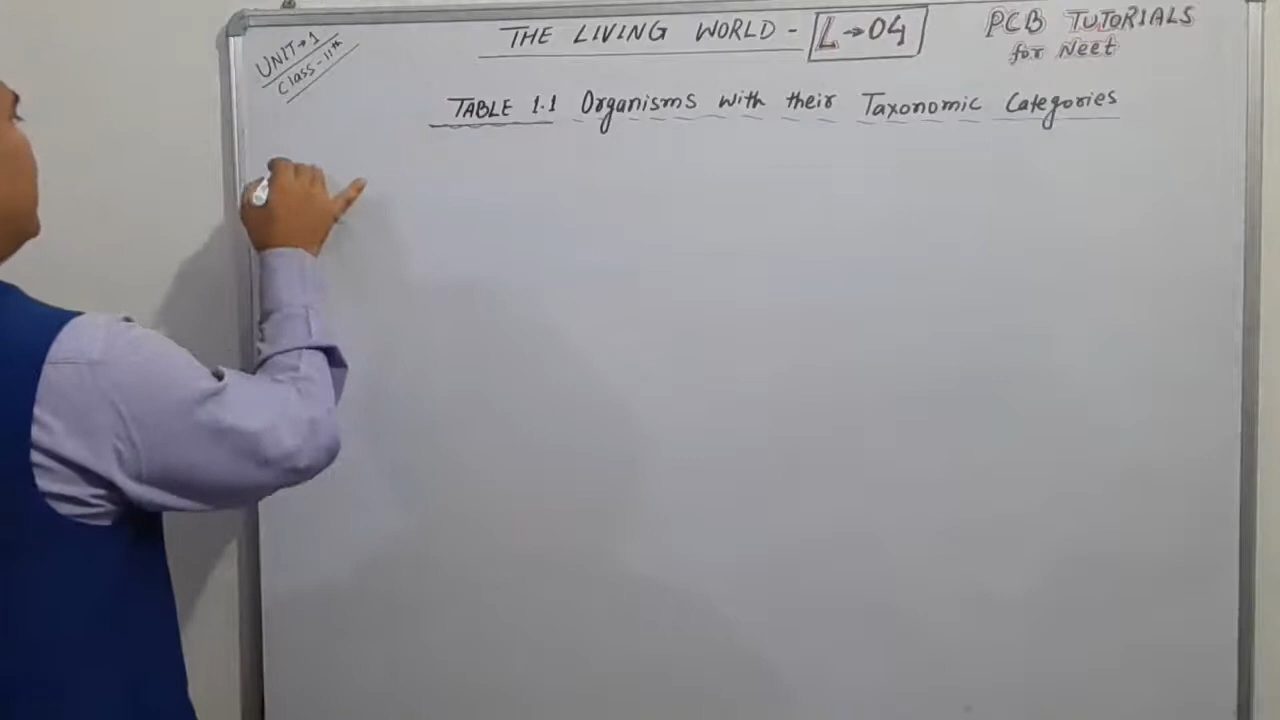 UNIT→1
Class-11th
THE LIVING WORLD - L→04
PCB TUTORIALS
for Neet
TABLE 1.1 Organisms with their Taxonomic Categories